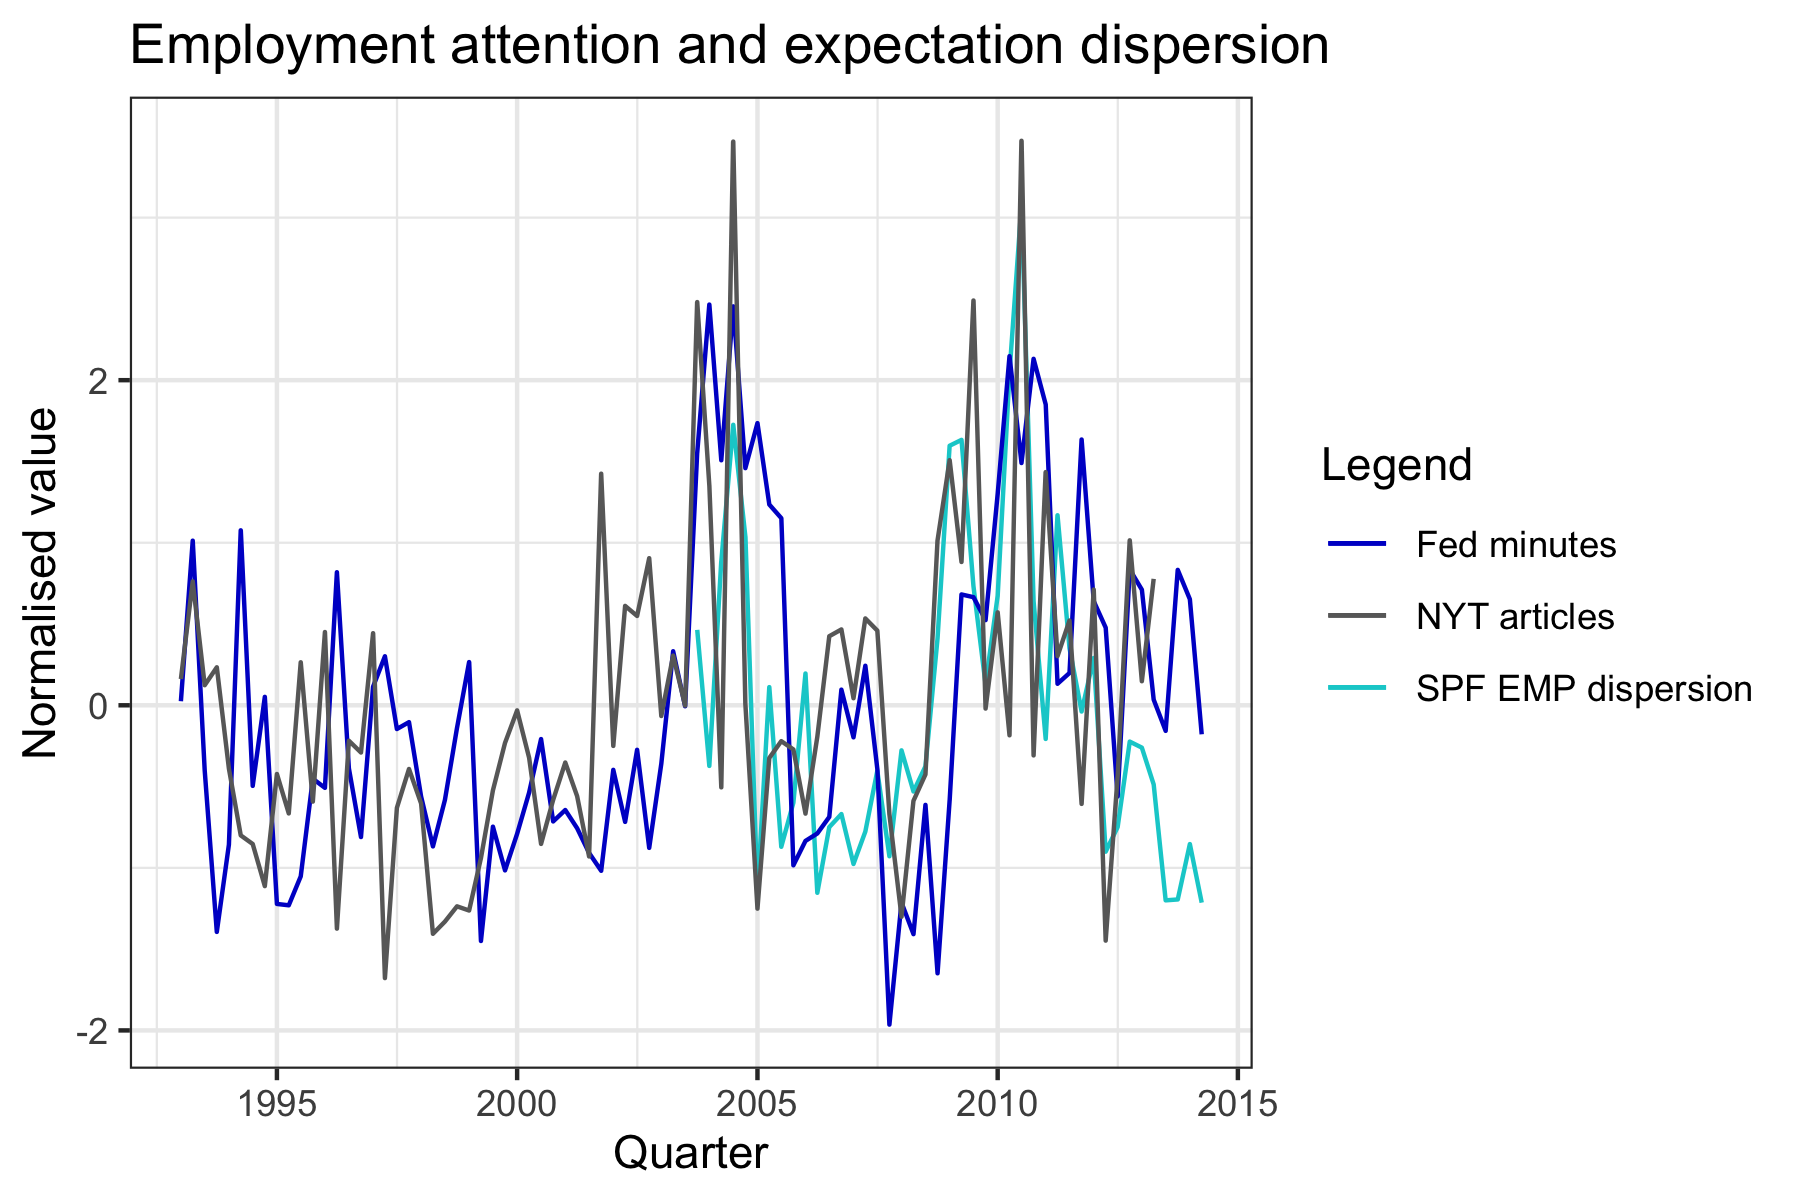 Employment attention and expectation dispersion
Normalised value
2
0
-2
1995
2000
2005
2010
2015
Quarter
Legend
Fed minutes
NYT articles
SPF EMP dispersion